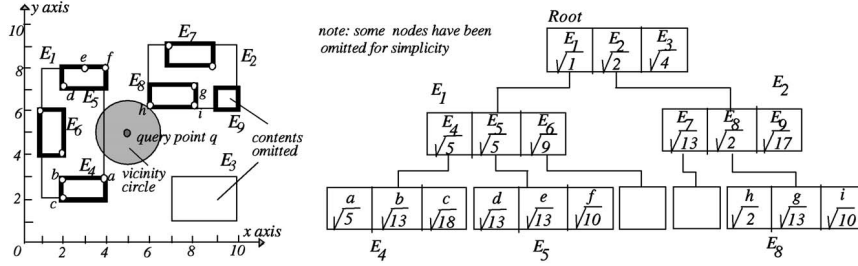 y axis
10
8
6
4
2
0
2
4
6
8
10
x axis
E1
e
f
d
E5
E6
E4
b
a
c
E7
E2
E8
g
h
i
E9
query point q
contents
omitted
vicinity
circle
E3
note: some nodes have been
omitted for simplicity
Root
E1 E2 E3
√1 √2 √4
E1
E2
E4 E5 E6
√5 √5 √9
E7 E8 E9
√13 √2 √17
a b c
√5 √13 √18
d e f
√13 √13 √10
h g i
√2 √13 √10
E4
E5
E8